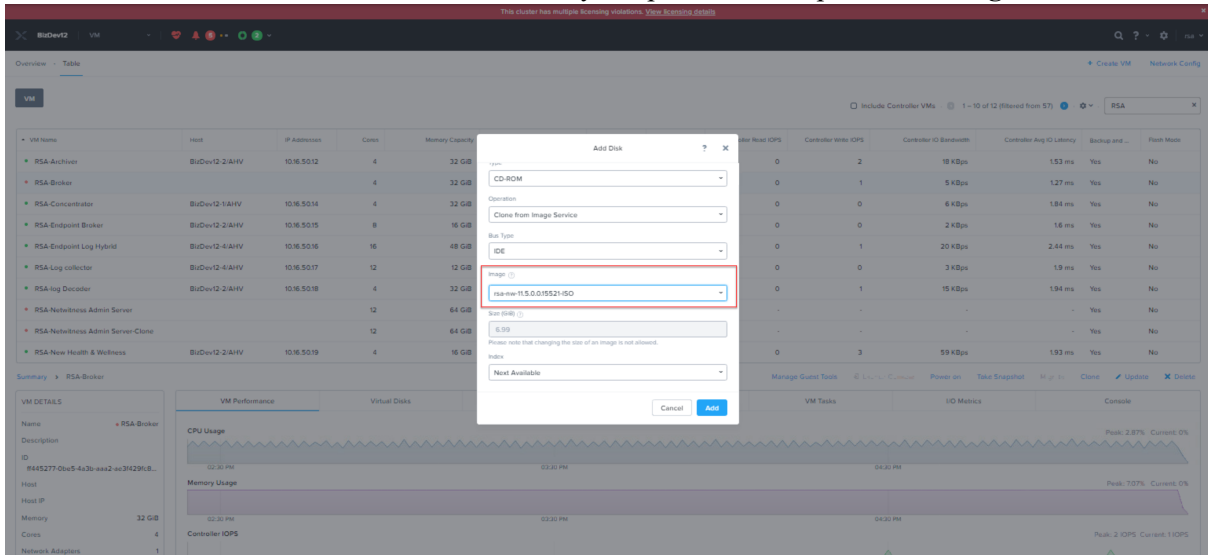 This cluster has multiple licensing violations. View licensing details
BizDev12 VM
Overview · Table
+ Create VM Network Config
VM
Include Controller VMs 1 – 10 of 12 (filtered from 57) RSA
VM Name Host IP Addresses Cores Memory Capacity Read IOPS Controller Write IOPS Controller IO Bandwidth Controller Avg IO Latency Backup and ... Flash Mode
RSA-Archiver BizDev12-2/AHV 10.16.50.12 4 32 GiB 0 2 18 KBps 1.53 ms Yes No
RSA-Broker 4 32 GiB 0 1 5 KBps 1.27 ms Yes No
RSA-Concentrator BizDev12-1/AHV 10.16.50.14 4 32 GiB 0 0 6 KBps 1.84 ms Yes No
RSA-Endpoint Broker BizDev12-2/AHV 10.16.50.15 8 16 GiB 0 0 2 KBps 1.6 ms Yes No
RSA-Endpoint Log Hybrid BizDev12-4/AHV 10.16.50.16 16 48 GiB 0 1 20 KBps 2.44 ms Yes No
RSA-Log collector BizDev12-4/AHV 10.16.50.17 12 12 GiB 0 0 3 KBps 1.9 ms Yes No
RSA-log Decoder BizDev12-2/AHV 10.16.50.18 4 32 GiB 0 1 15 KBps 1.94 ms Yes No
RSA-Netwitness Admin Server 12 64 GiB - - - - Yes No
RSA-Netwitness Admin Server-Clone 12 64 GiB - - - - Yes No
RSA-New Health & Wellness BizDev12-2/AHV 10.16.50.19 4 16 GiB 0 3 59 KBps 1.93 ms Yes No
Add Disk ? ×
Type
CD-ROM
Operation
Clone from Image Service
Bus Type
IDE
Image
rsa-nw-11.5.0.0.15521-ISO
Size (GiB)
6.99
Please note that changing the size of an image is not allowed.
Index
Next Available
Cancel Add
Summary > RSA-Broker Manage Guest Tools Power on Take Snapshot Clone Update Delete
VM DETAILS VM Performance Virtual Disks VM Tasks I/O Metrics Console
Name RSA-Broker
Description
ID
Host
Host IP
Memory 32 GiB
Cores 4
Network Adapters 1
CPU Usage Peak: 2.87% Current: 0%
02:30 PM 03:30 PM 04:30 PM
Memory Usage Peak: 7.07% Current: 0%
02:30 PM 03:30 PM 04:30 PM
Controller IOPS Peak: 2 IOPS Current: 1 IOPS